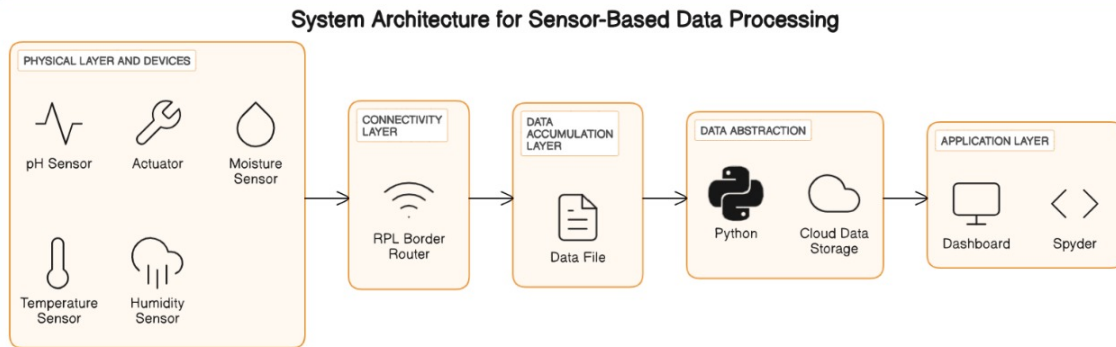 System Architecture for Sensor-Based Data Processing
PHYSICAL LAYER AND DEVICES
pH Sensor
Actuator
Moisture
Sensor
Temperature
Sensor
Humidity
Sensor
CONNECTIVITY
LAYER
RPL Border
Router
DATA
ACCUMULATION
LAYER
Data File
DATA ABSTRACTION
Python
Cloud Data
Storage
APPLICATION LAYER
Dashboard
Spyder